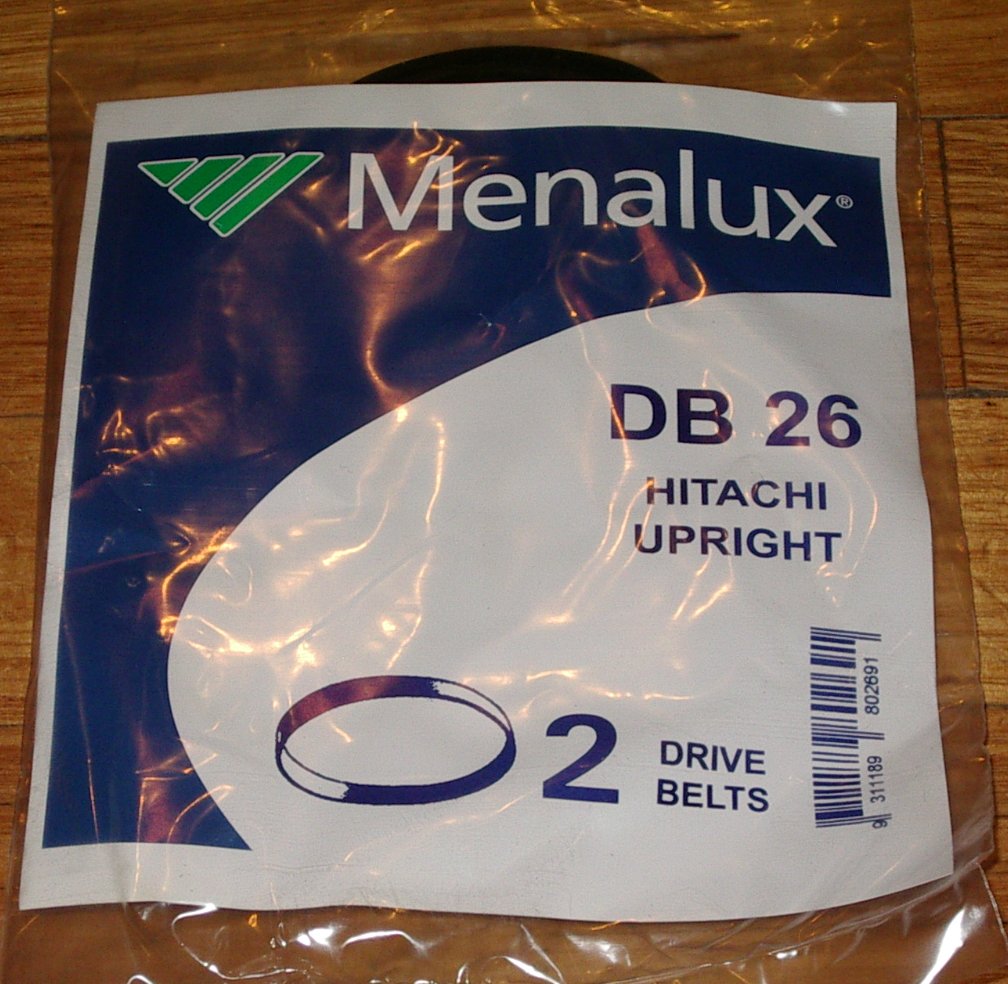 Menalux®
DB 26
HITACHI
UPRIGHT
2 DRIVE
BELTS
9 311189 802691